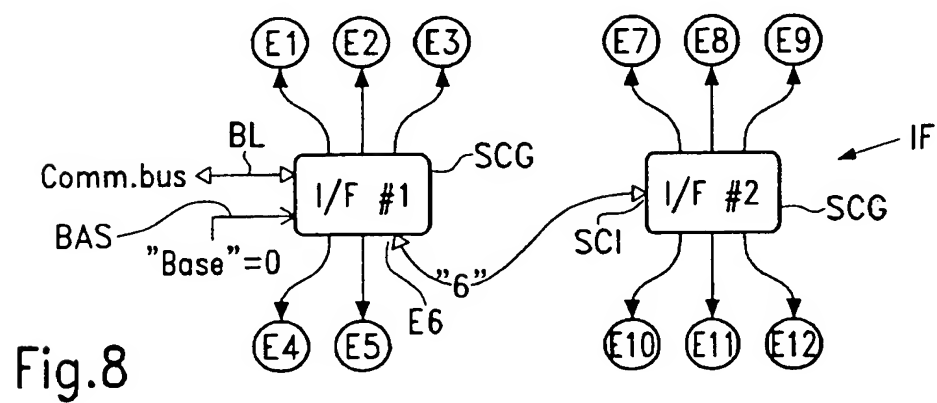 E1 E2 E3 E7 E8 E9
BL
SCG
IF
Comm.bus
I/F #1
I/F #2
BAS
SCI
SCG
"Base"=0
"6"
E6
E4 E5 E10 E11 E12
Fig.8